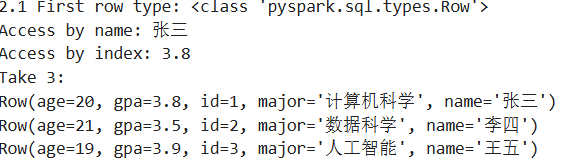 2.1 First row type: <class 'pyspark.sql.types.Row'>
Access by name: 张三
Access by index: 3.8
Take 3:
Row(age=20, gpa=3.8, id=1, major='计算机科学', name='张三')
Row(age=21, gpa=3.5, id=2, major='数据科学', name='李四')
Row(age=19, gpa=3.9, id=3, major='人工智能', name='王五')